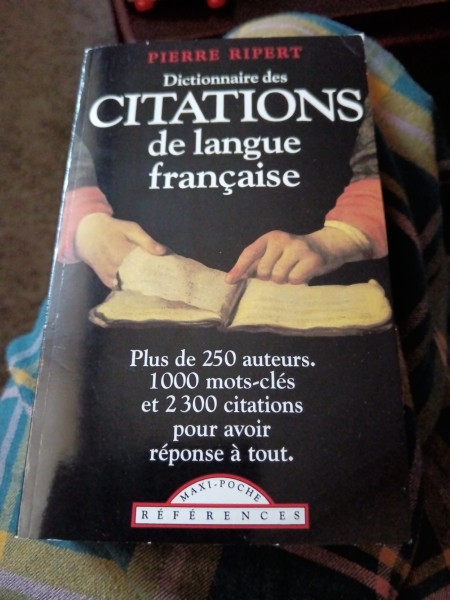 PIERRE RIPERT
Dictionnaire des
CITATIONS
de langue
française
Plus de 250 auteurs.
1000 mots-clés
et 2 300 citations
pour avoir
réponse à tout.
MAXI-POCHE
RÉFÉRENCES